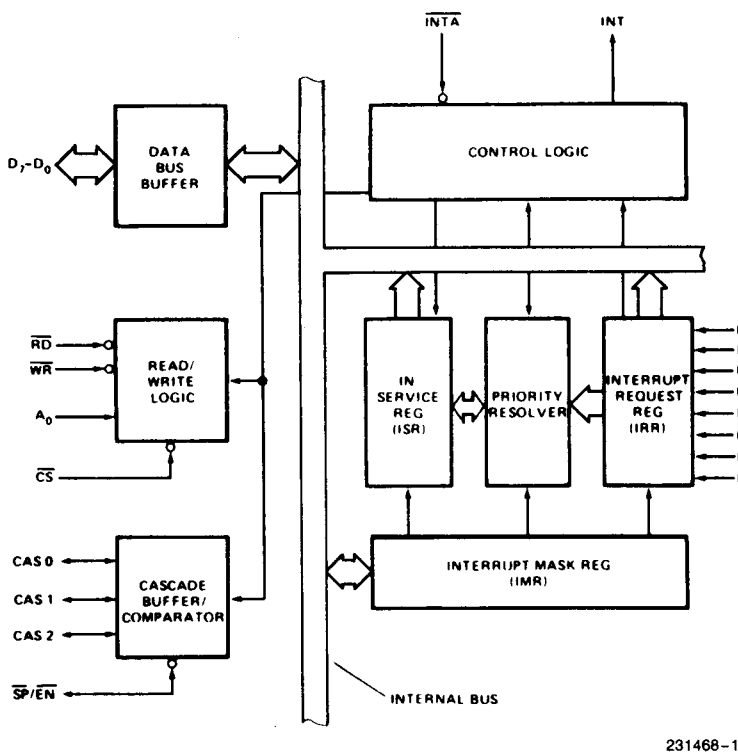 INTA
INT
D7-D0
DATA
BUS
BUFFER
CONTROL LOGIC
RD
WR
A0
CS
READ/
WRITE
LOGIC
IN
SERVICE
REG
(ISR)
PRIORITY
RESOLVER
INTERRUPT
REQUEST
REG
(IRR)
CAS 0
CAS 1
CAS 2
SP/EN
CASCADE
BUFFER/
COMPARATOR
INTERRUPT MASK REG
(IMR)
INTERNAL BUS
231468-1